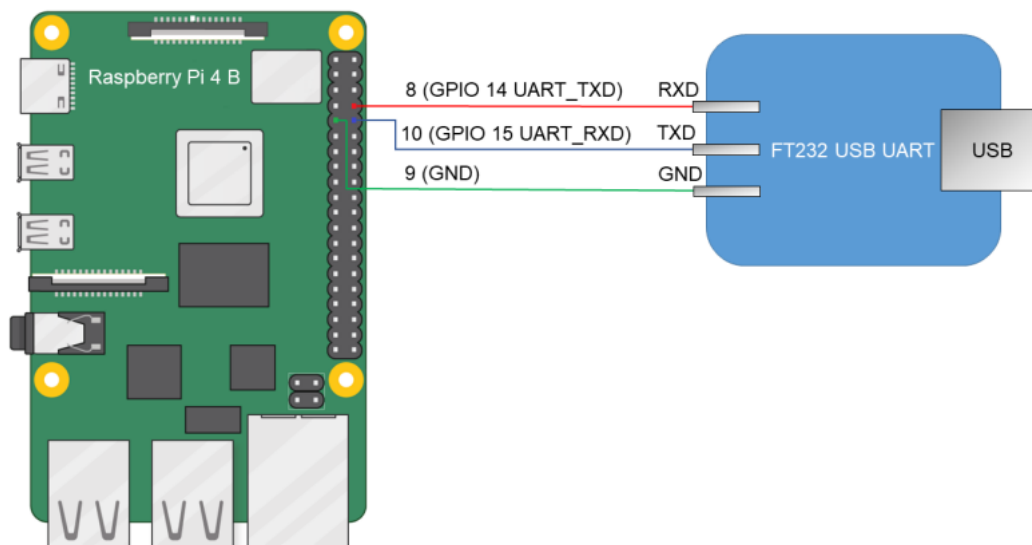 Raspberry Pi 4 B
8 (GPIO 14 UART_TXD)
RXD
10 (GPIO 15 UART_RXD)
TXD
9 (GND)
GND
FT232 USB UART
USB